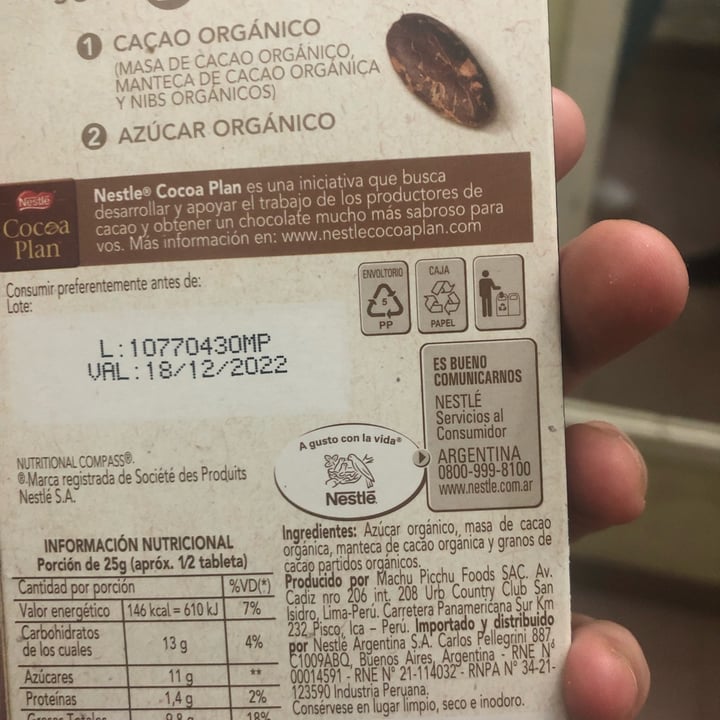 1 CACAO ORGÁNICO
(MASA DE CACAO ORGÁNICO,
MANTECA DE CACAO ORGÁNICA
Y NIBS ORGÁNICOS)
2 AZÚCAR ORGÁNICO
Nestlé
Cocoa
Plan
Nestle® Cocoa Plan es una iniciativa que busca
desarrollar y apoyar el trabajo de los productores de
cacao y obtener un chocolate mucho más sabroso para
vos. Más información en: www.nestlecocoaplan.com
Consumir preferentemente antes de:
Lote:
L:10770430MP
VAL:18/12/2022
ENVOLTORIO
5
PP
CAJA
PAPEL
ES BUENO
COMUNICARNOS
NESTLÉ
Servicios al
Consumidor
ARGENTINA
0800-999-8100
www.nestle.com.ar
A gusto con la vida®
Nestlé
NUTRITIONAL COMPASS®.
®Marca registrada de Société des Produits
Nestlé S.A.
INFORMACIÓN NUTRICIONAL
Porción de 25g (apróx. 1/2 tableta)
Cantidad por porción %VD(*)
Valor energético 146 kcal = 610 kJ 7%
Carbohidratos
de los cuales 13 g 4%
Azúcares 11 g **
Proteínas 1,4 g 2%
Grasas Totales 9,8 g 18%
Ingredientes: Azúcar orgánico, masa de cacao
orgánica, manteca de cacao orgánica y granos de
cacao partidos orgánicos.
Producido por Machu Picchu Foods SAC. Av.
Cadiz nro 206 int. 208 Urb Country Club San
Isidro, Lima-Perú. Carretera Panamericana Sur Km
232 Pisco, Ica – Perú. Importado y distribuido
por Nestlé Argentina S.A. Carlos Pellegrini 887,
C1009ABQ, Buenos Aires, Argentina - RNE N°
00014591 - RNE N° 21-114032 - RNPA N° 34-21-
123590 Industria Peruana.
Consérvese en lugar limpio, seco e inodoro.